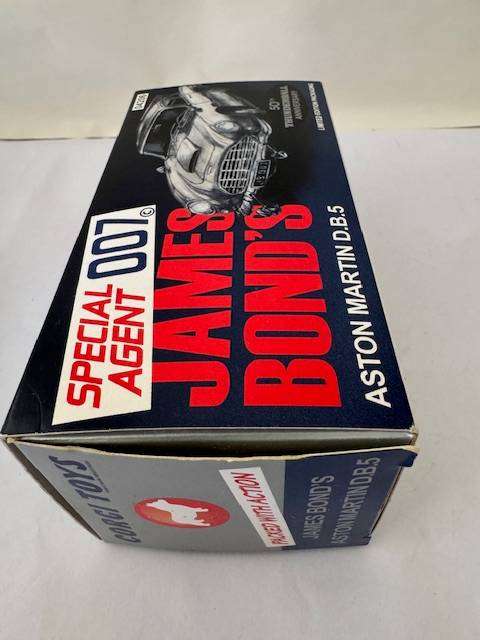 SPECIAL
AGENT 007 ©
JAMES
BOND'S
ASTON MARTIN D.B.5
50TH
THUNDERBALL
ANNIVERSARY
LIMITED EDITION PACKAGING
CORGI TOYS
PACKED WITH ACTION
JAMES BOND'S
ASTON MARTIN D.B.5